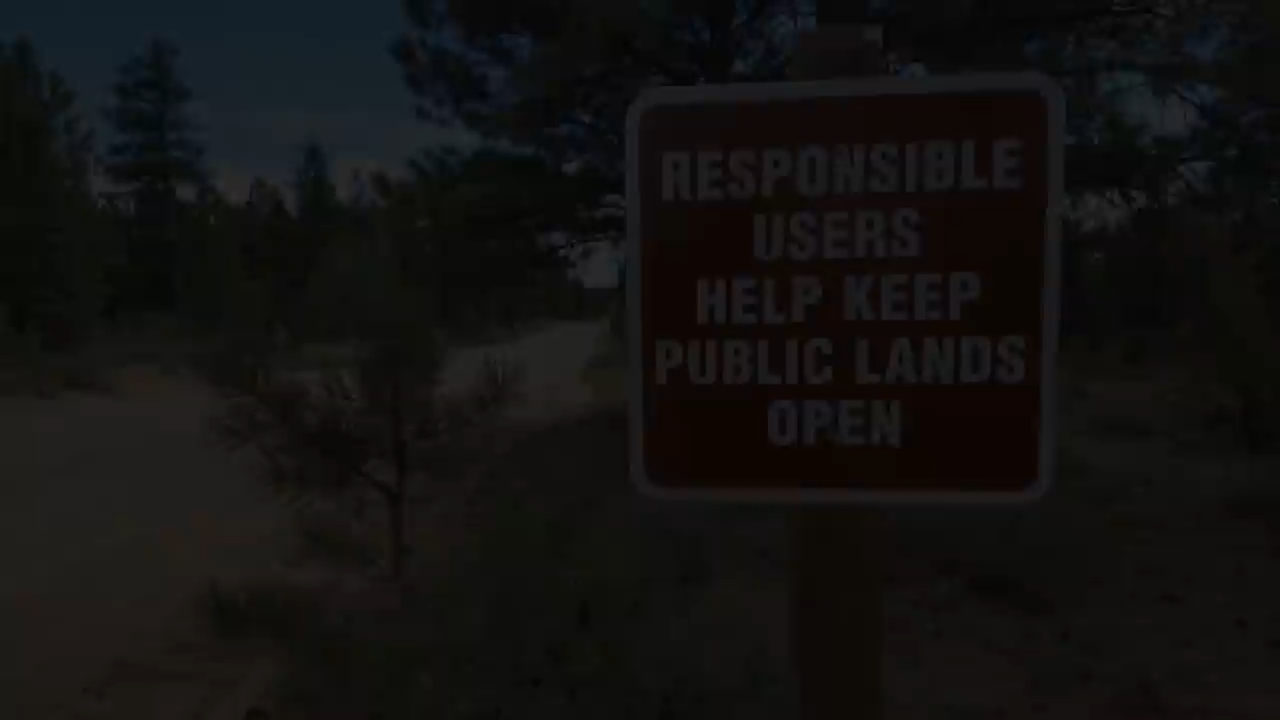 RESPONSIBLE
USERS
HELP KEEP
PUBLIC LANDS
OPEN